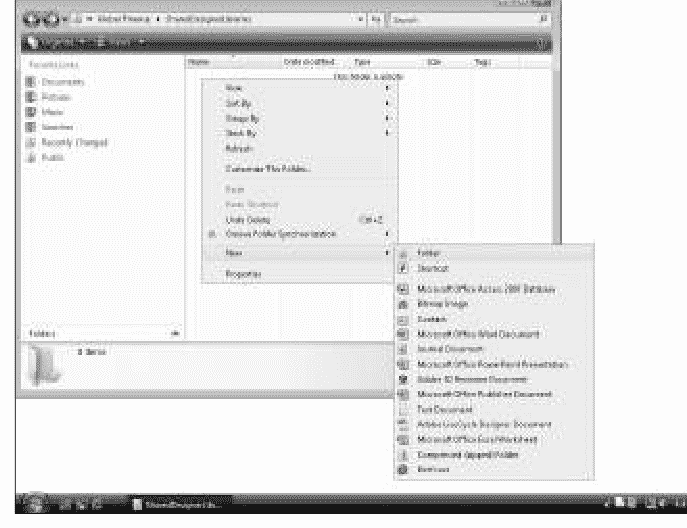 Search
Name Date modified Type Size Tags
Favorite Links
This folder is empty
Documents
Pictures
Music
Searches
Recently Changed
Public
View
Sort By
Group By
Stack By
Refresh
Customize This Folder...
Paste
Paste Shortcut
Undo Delete Ctrl+Z
Groove Folder Synchronization
New
Properties
Folder
Shortcut
Microsoft Office Access 2007 Database
Bitmap Image
Contact
Microsoft Office Word Document
Journal Document
Microsoft Office PowerPoint Presentation
Microsoft Office Publisher Document
Text Document
Adobe LiveCycle Designer Document
Microsoft Office Excel Worksheet
Compressed (zipped) Folder
Briefcase
Folders
0 items